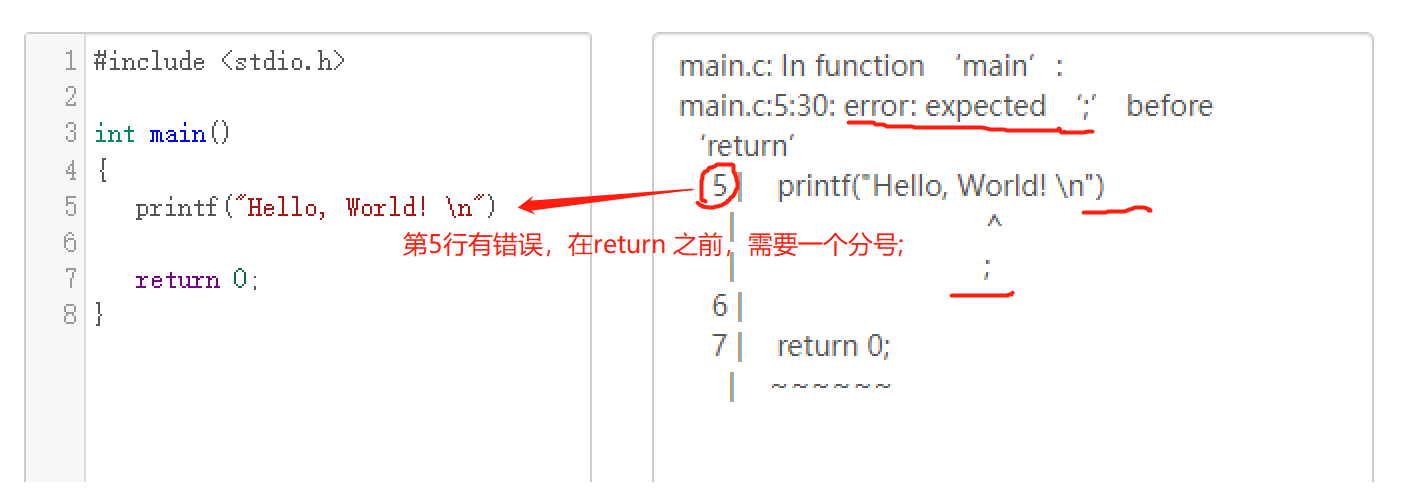 1 #include <stdio.h>
2
3 int main()
4 {
5 printf("Hello, World! \n")
6
7 return 0;
8 }
第5行有错误，在return 之前，需要一个分号;
main.c: In function ‘main’ :
main.c:5:30: error: expected ‘;’ before
‘return’
5 | printf("Hello, World! \n")
| ^
| ;
6 |
7 | return 0;
| ~~~~~~